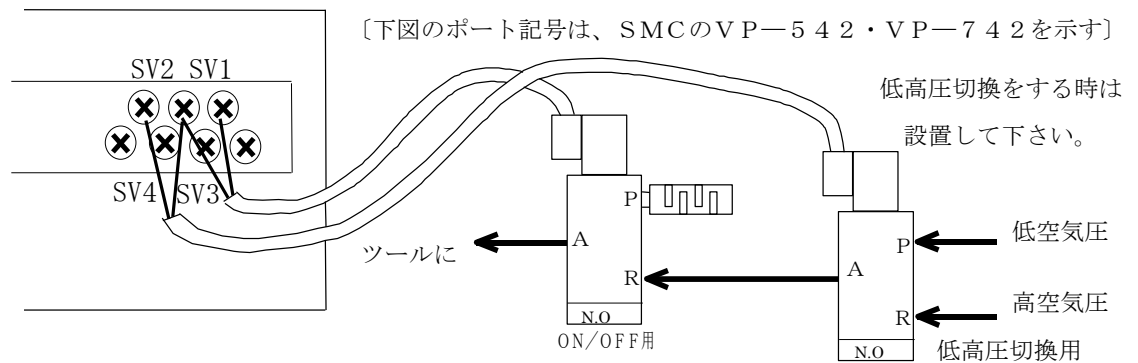 〔下図のポート記号は、ＳＭＣのＶＰ―５４２・ＶＰ―７４２を示す〕
SV2 SV1
低高圧切換をする時は
設置して下さい。
SV4 SV3
P
A
ツールに
R
N.O
ON/OFF用
P
低空気圧
A
高空気圧
R
N.O
低高圧切換用